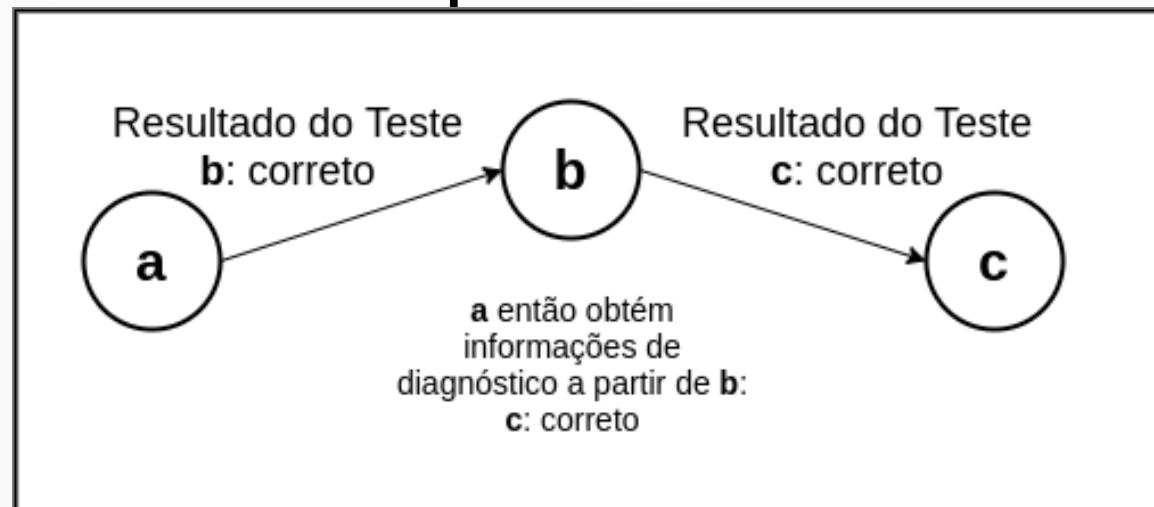 Resultado do Teste
b: correto
Resultado do Teste
c: correto
a
b
c
a então obtém
informações de
diagnóstico a partir de b:
c: correto